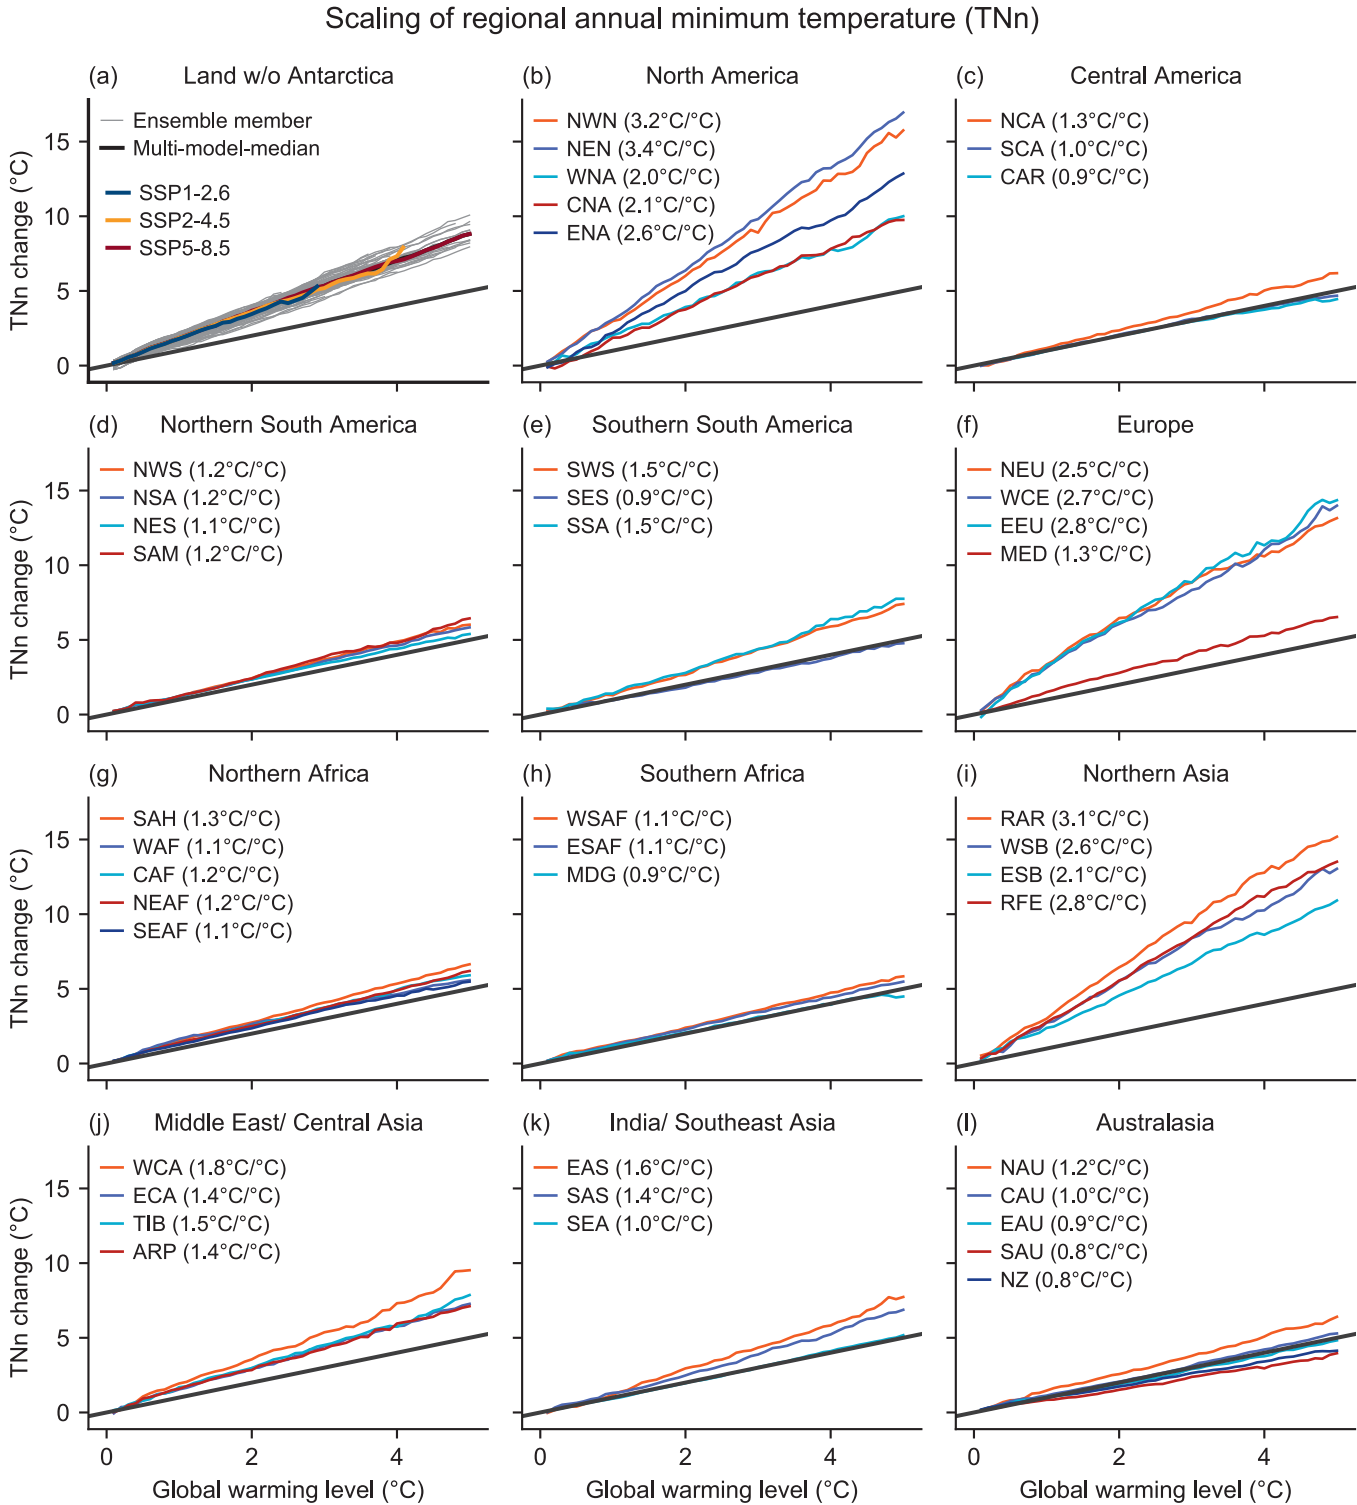 Scaling of regional annual minimum temperature (TNn)
(a) Land w/o Antarctica
Ensemble member
Multi-model-median
SSP1-2.6
SSP2-4.5
SSP5-8.5
TNn change (°C)
15
10
5
0
0 2 4
(b) North America
NWN (3.2°C/°C)
NEN (3.4°C/°C)
WNA (2.0°C/°C)
CNA (2.1°C/°C)
ENA (2.6°C/°C)
0 2 4
(c) Central America
NCA (1.3°C/°C)
SCA (1.0°C/°C)
CAR (0.9°C/°C)
(d) Northern South America
NWS (1.2°C/°C)
NSA (1.2°C/°C)
NES (1.1°C/°C)
SAM (1.2°C/°C)
TNn change (°C)
15
10
5
0
(e) Southern South America
SWS (1.5°C/°C)
SES (0.9°C/°C)
SSA (1.5°C/°C)
(f) Europe
NEU (2.5°C/°C)
WCE (2.7°C/°C)
EEU (2.8°C/°C)
MED (1.3°C/°C)
(g) Northern Africa
SAH (1.3°C/°C)
WAF (1.1°C/°C)
CAF (1.2°C/°C)
NEAF (1.2°C/°C)
SEAF (1.1°C/°C)
TNn change (°C)
15
10
5
0
(h) Southern Africa
WSAF (1.1°C/°C)
ESAF (1.1°C/°C)
MDG (0.9°C/°C)
(i) Northern Asia
RAR (3.1°C/°C)
WSB (2.6°C/°C)
ESB (2.1°C/°C)
RFE (2.8°C/°C)
(j) Middle East/ Central Asia
WCA (1.8°C/°C)
ECA (1.4°C/°C)
TIB (1.5°C/°C)
ARP (1.4°C/°C)
TNn change (°C)
15
10
5
0
0 2 4
Global warming level (°C)
(k) India/ Southeast Asia
EAS (1.6°C/°C)
SAS (1.4°C/°C)
SEA (1.0°C/°C)
0 2 4
Global warming level (°C)
(l) Australasia
NAU (1.2°C/°C)
CAU (1.0°C/°C)
EAU (0.9°C/°C)
SAU (0.8°C/°C)
NZ (0.8°C/°C)
0 2 4
Global warming level (°C)